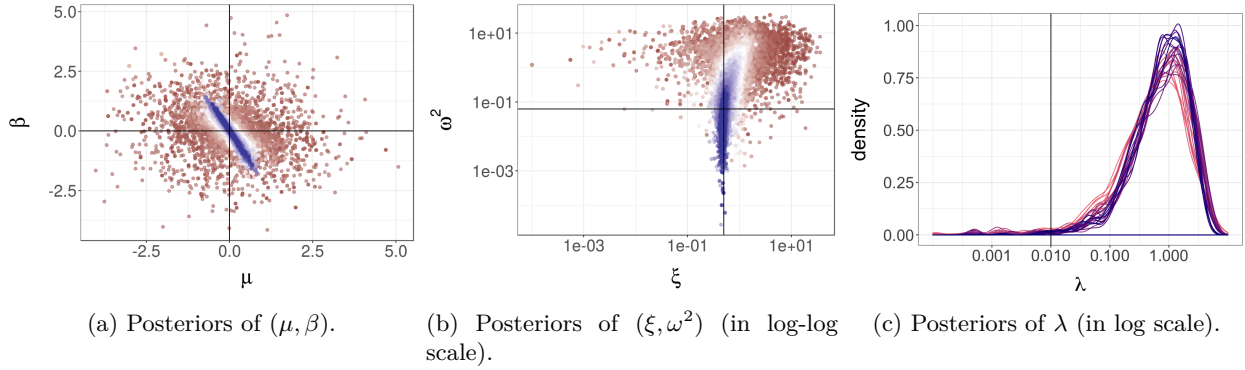 5.0
2.5
0.0
-2.5
β
-2.5
0.0
2.5
5.0
μ
1e+01
1e-01
1e-03
ω²
1e-03
1e-01
1e+01
ξ
1.00
0.75
0.50
0.25
0.00
density
0.001
0.010
0.100
1.000
λ
(a) Posteriors of (μ, β).
(b) Posteriors of (ξ, ω²) (in log-log
scale).
(c) Posteriors of λ (in log scale).